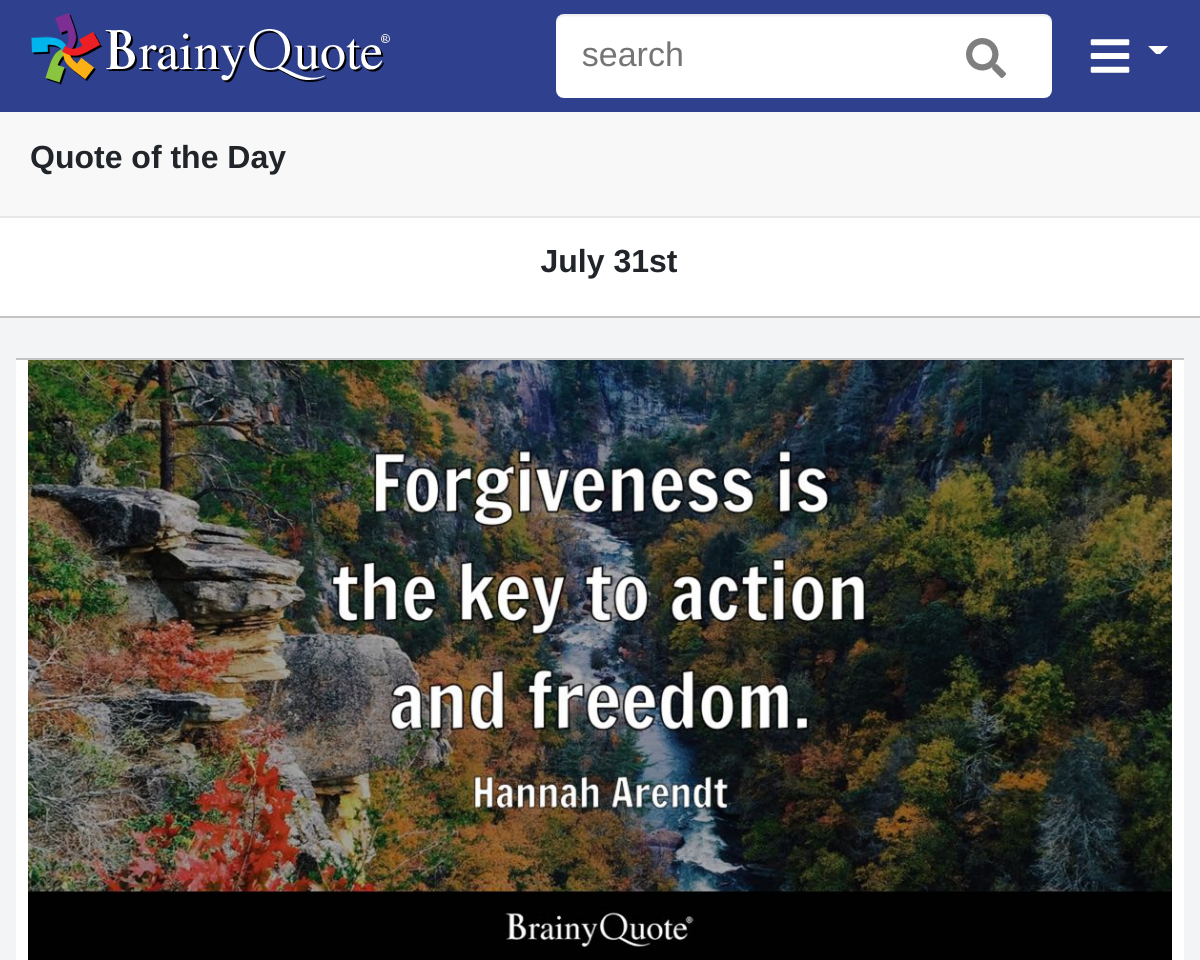 BrainyQuote®
search
Quote of the Day
July 31st
Forgiveness is
the key to action
and freedom.
Hannah Arendt
BrainyQuote®